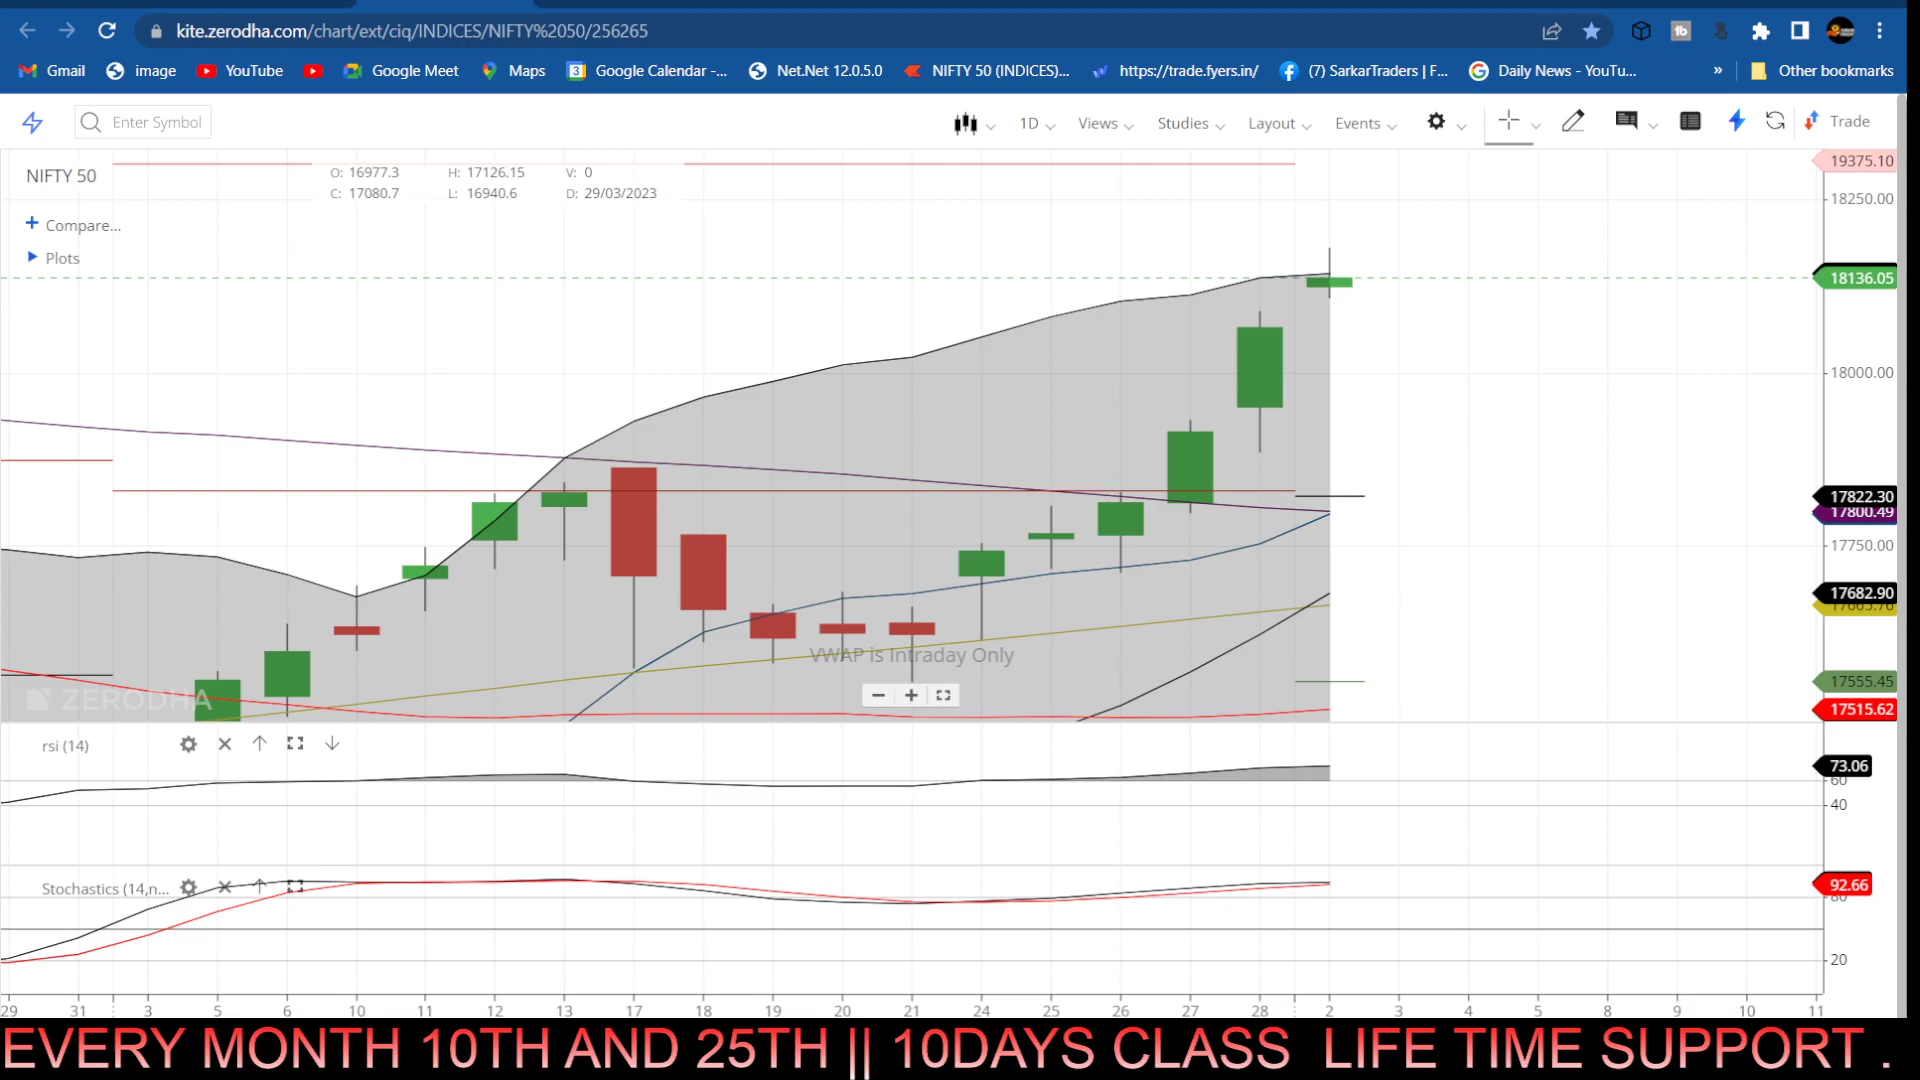 kite.zerodha.com/chart/ext/ciq/INDICES/NIFTY%2050/256265
Gmail image YouTube Google Meet Maps Google Calendar -... Net.Net 12.0.5.0 NIFTY 50 (INDICES)... https://trade.fyers.in/ (7) SarkarTraders | F... Daily News - YouTu... » Other bookmarks
Enter Symbol 1D Views Studies Layout Events Trade
NIFTY 50
O: 16977.3 H: 17126.15 V: 0
C: 17080.7 L: 16940.6 D: 29/03/2023
Compare...
Plots
19375.10
18250.00
18136.05
18000.00
17822.30
17800.49
17750.00
17682.90
17665.76
17555.45
17515.62
VWAP is Intraday Only
ZERODHA
rsi (14)
73.06
60
40
Stochastics (14,n...
92.66
80
20
29 31 3 5 6 10 11 12 13 17 18 19 20 21 24 25 26 27 28 2 3 4 5 8 9 10 11
EVERY MONTH 10TH AND 25TH || 10DAYS CLASS LIFE TIME SUPPORT .